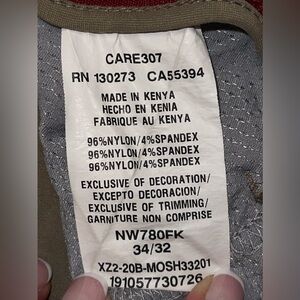 CARE307
RN 130273 CA55394
MADE IN KENYA
HECHO EN KENIA
FABRIQUE AU KENYA
96%NYLON/4%SPANDEX
96%NYLON/4%SPANDEX
96%NYLON/4%SPANDEX
EXCLUSIVE OF DECORATION/
EXCEPTO DECORACION/
EXCLUSIVE OF TRIMMING/
GARNITURE NON COMPRISE
NW780FK
34/32
XZ2-20B-MOSH33201
191057730726